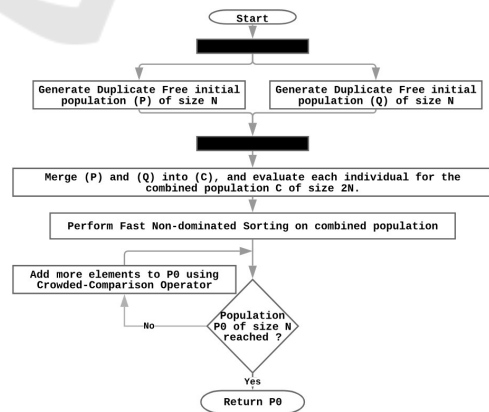 Start
Generate Duplicate Free initial
population (P) of size N
Generate Duplicate Free initial
population (Q) of size N
Merge (P) and (Q) into (C), and evaluate each individual for the
combined population C of size 2N.
Perform Fast Non-dominated Sorting on combined population
Add more elements to P0 using
Crowded-Comparison Operator
Population
P0 of size N
reached ?
No
Yes
Return P0